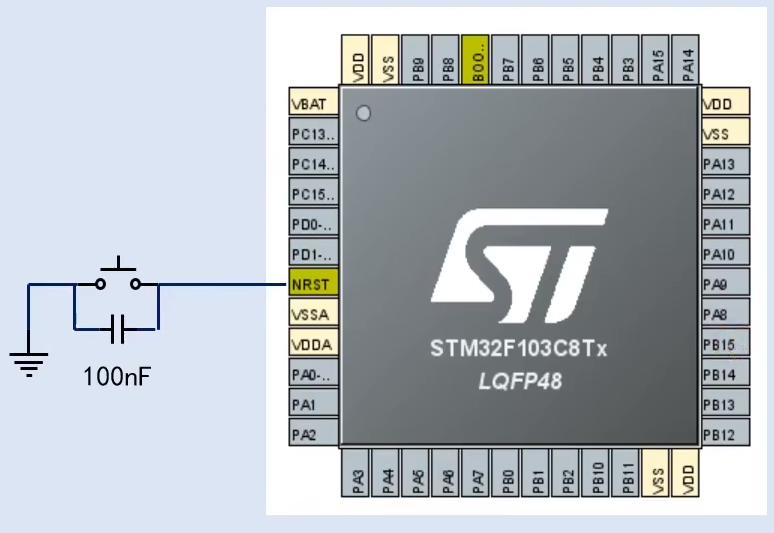 VDD
VSS
PB9
PB8
BOO..
PB7
PB6
PB5
PB4
PB3
PA15
PA14
VBAT
PC13..
PC14..
PC15..
PD0-..
PD1-..
NRST
VSSA
VDDA
PA0-..
PA1
PA2
VDD
VSS
PA13
PA12
PA11
PA10
PA9
PA8
PB15
PB14
PB13
PB12
ST
STM32F103C8Tx
LQFP48
100nF
PA3
PA4
PA5
PA6
PA7
PB0
PB1
PB2
PB10
PB11
VSS
VDD